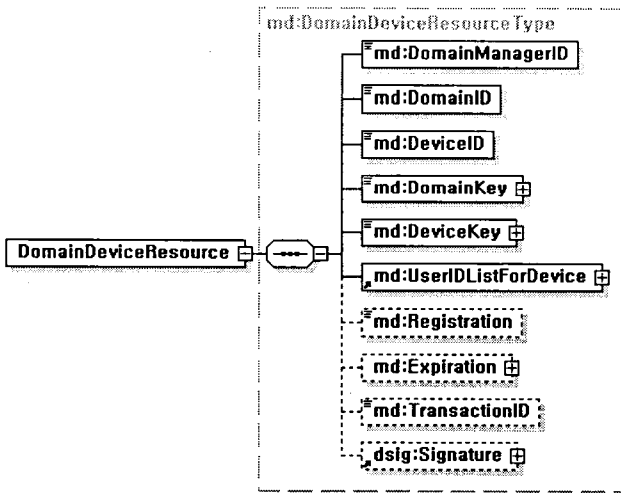 md:DomainDeviceResourceType
md:DomainManagerID
md:DomainID
md:DeviceID
md:DomainKey
md:DeviceKey
DomainDeviceResource
md:UserIDListForDevice
md:Registration
md:Expiration
md:TransactionID
dsig:Signature